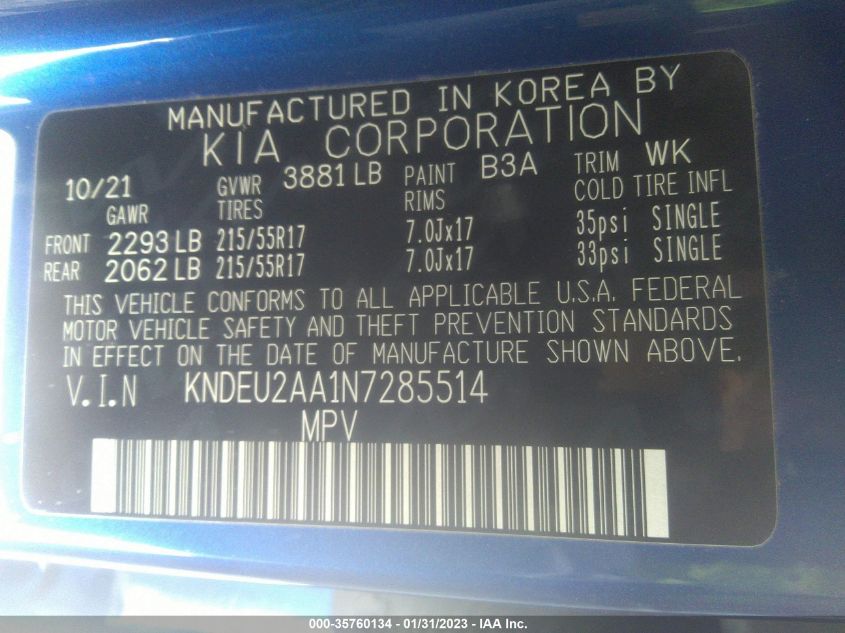 MANUFACTURED IN KOREA BY
KIA CORPORATION
10/21 GVWR 3881 LB PAINT B3A TRIM WK
GAWR TIRES RIMS COLD TIRE INFL
FRONT 2293 LB 215/55R17 7.0Jx17 35psi SINGLE
REAR 2062 LB 215/55R17 7.0Jx17 33psi SINGLE
THIS VEHICLE CONFORMS TO ALL APPLICABLE U.S.A. FEDERAL
MOTOR VEHICLE SAFETY AND THEFT PREVENTION STANDARDS
IN EFFECT ON THE DATE OF MANUFACTURE SHOWN ABOVE.
V.I.N KNDEU2AA1N7285514
MPV
000-35760134 - 01/31/2023 - IAA Inc.